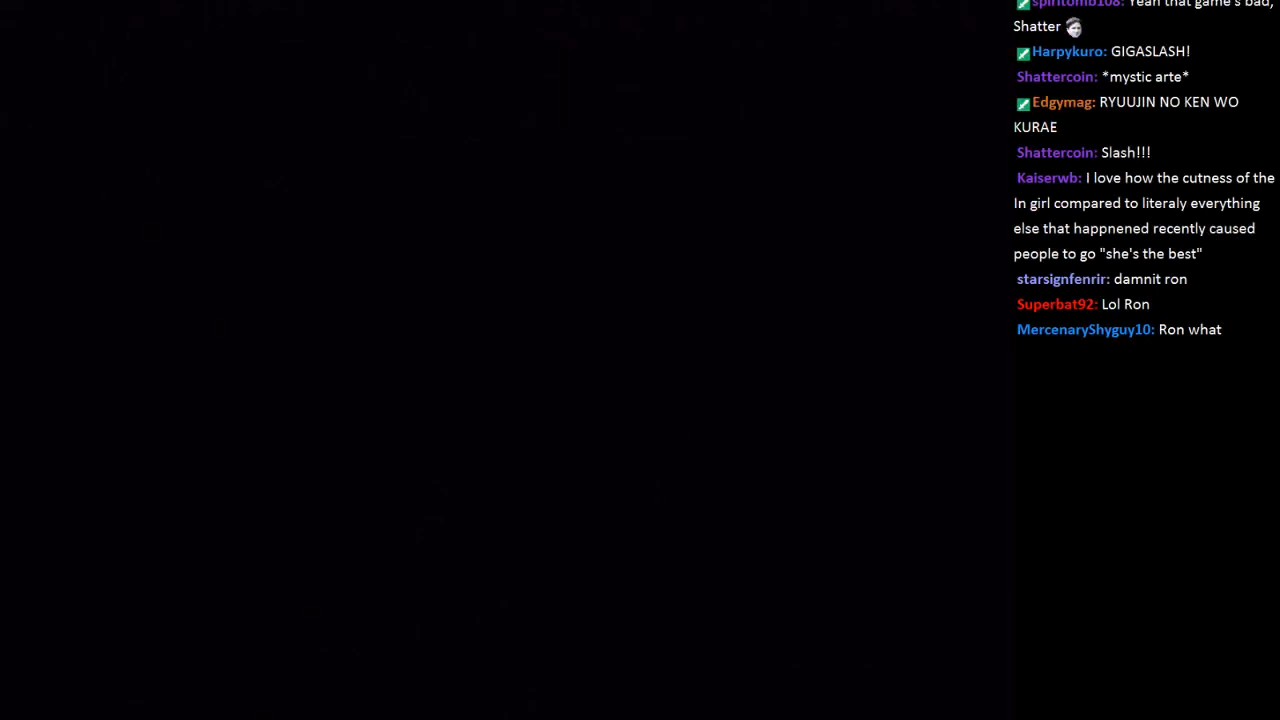 spiritomb108: Yeah that game's bad,
Shatter
Harpykuro: GIGASLASH!
Shattercoin: *mystic arte*
Edgymag: RYUUJIN NO KEN WO
KURAE
Shattercoin: Slash!!!
Kaiserwb: I love how the cutness of the
In girl compared to literaly everything
else that happnened recently caused
people to go "she's the best"
starsignfenrir: damnit ron
Superbat92: Lol Ron
MercenaryShyguy10: Ron what